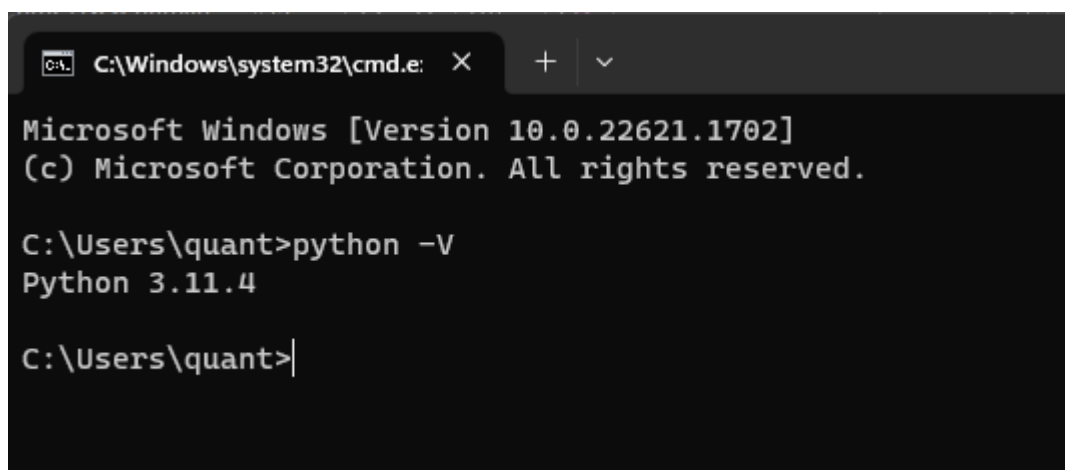 C:\Windows\system32\cmd.e:
Microsoft Windows [Version 10.0.22621.1702]
(c) Microsoft Corporation. All rights reserved.
C:\Users\quant>python -V
Python 3.11.4
C:\Users\quant>